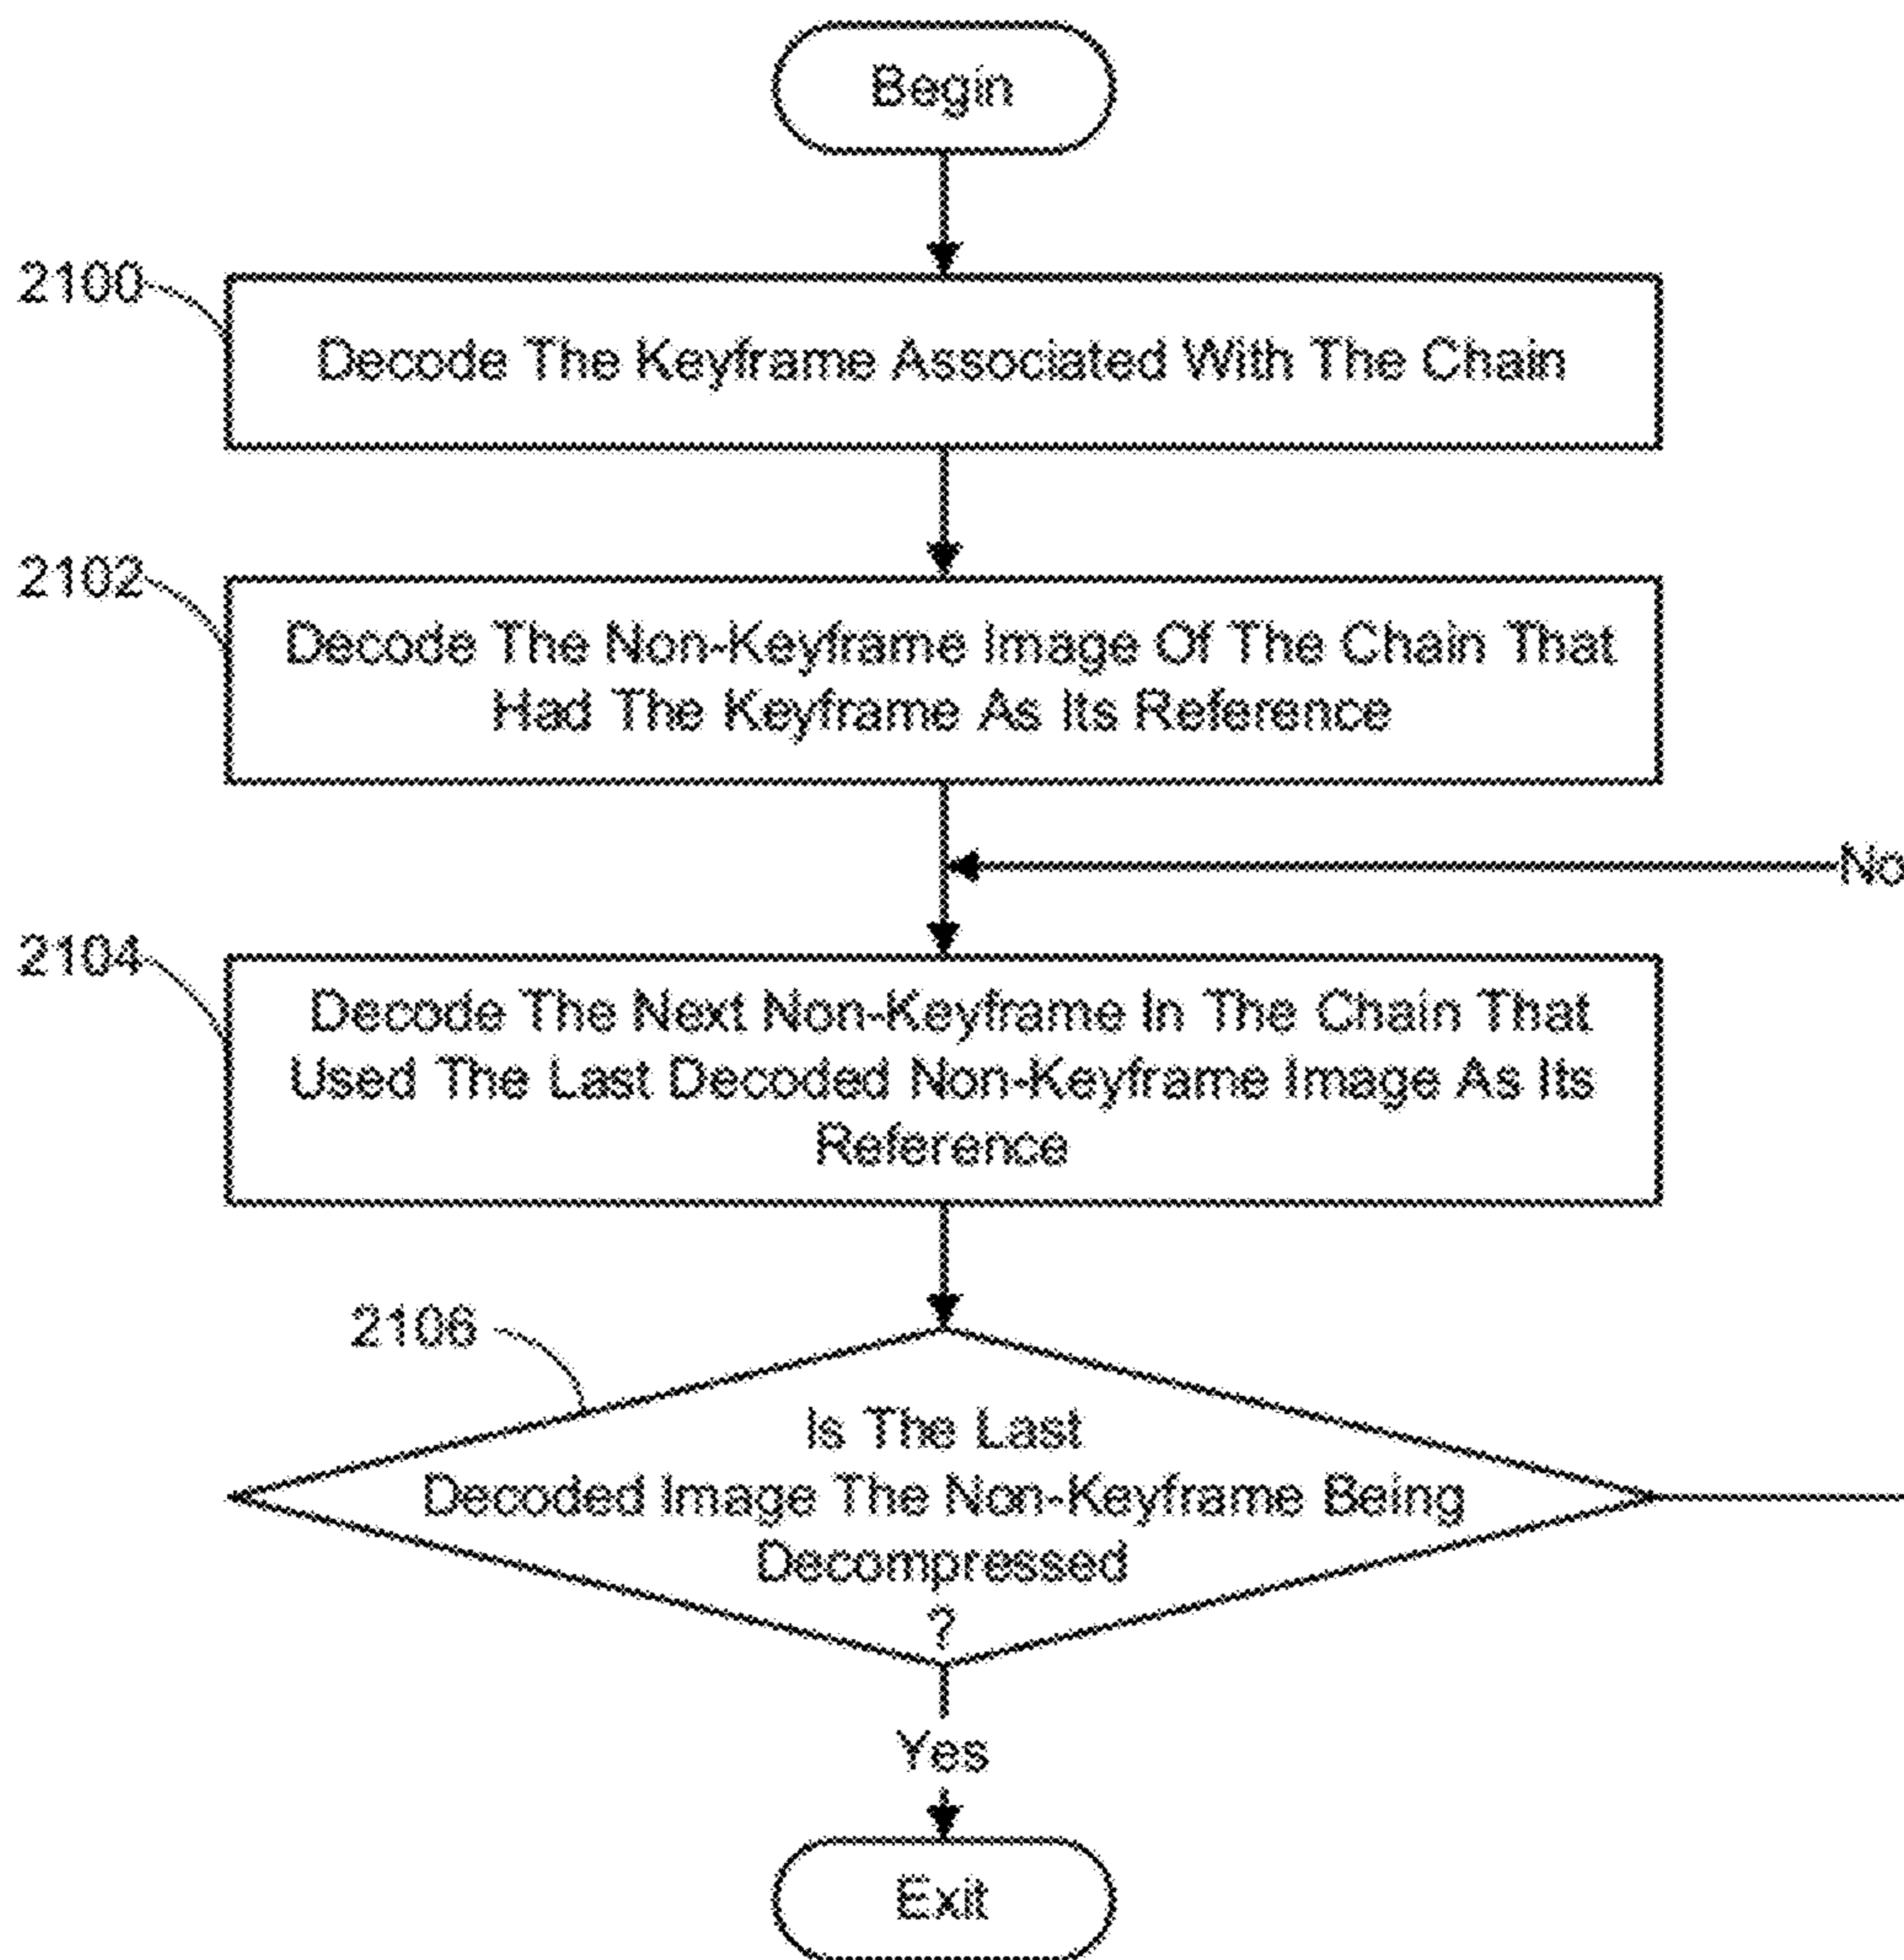 Begin
2100
Decode The Keyframe Associated With The Chain
2102
Decode The Non-Keyframe Image Of The Chain That
Had The Keyframe As Its Reference
No
2104
Decode The Next Non-Keyframe In The Chain That
Used The Last Decoded Non-Keyframe Image As Its
Reference
2106
Is The Last
Decoded Image The Non-Keyframe Being
Decompressed
?
Yes
Exit